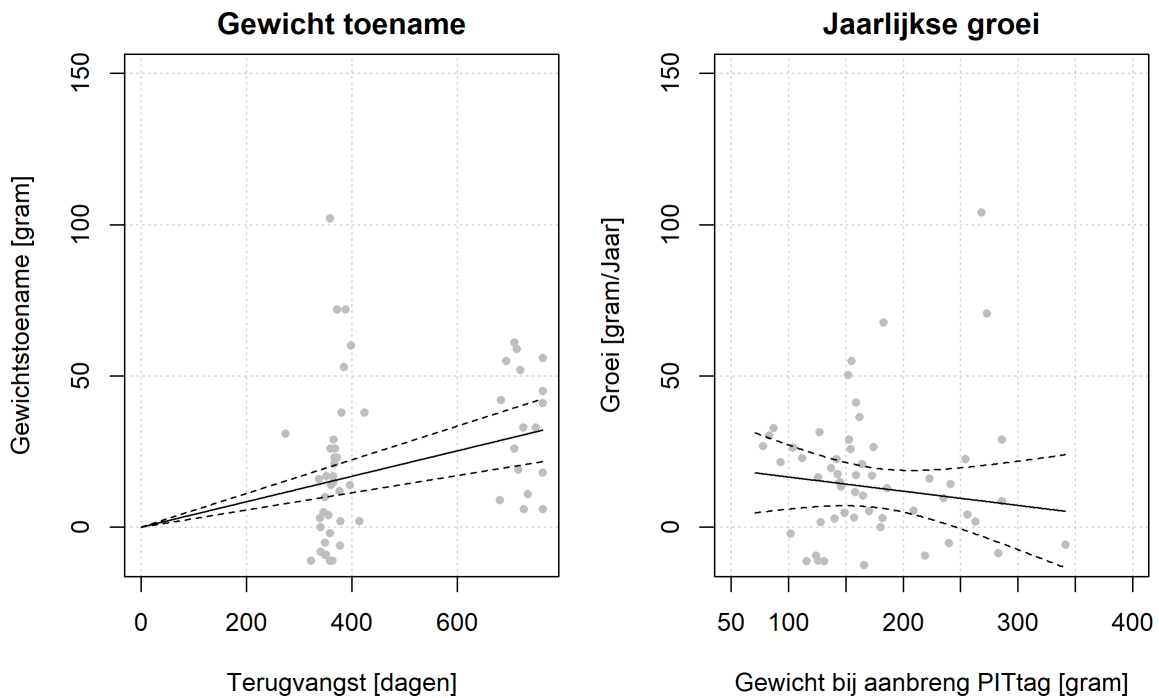 Gewicht toename
Gewichtstoename [gram]
150
100
50
0
0 200 400 600
Terugvangst [dagen]
Jaarlijkse groei
Groei [gram/Jaar]
150
100
50
0
50 100 200 300 400
Gewicht bij aanbreng PITtag [gram]